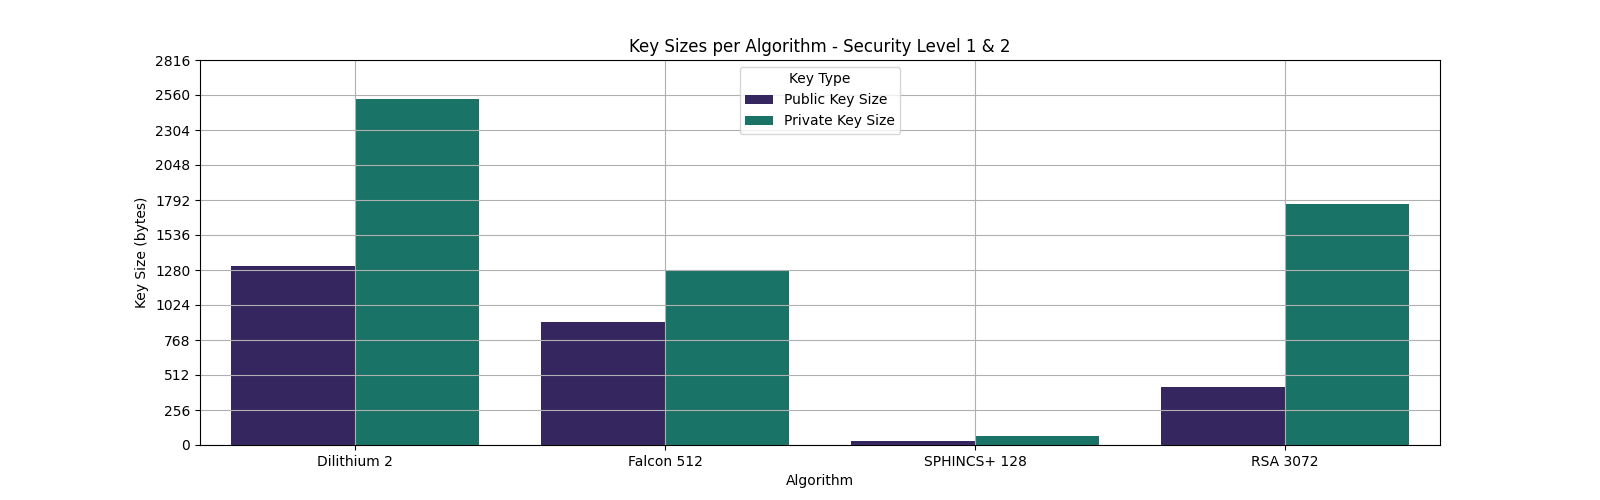 Key Sizes per Algorithm - Security Level 1 & 2
Key Type
Public Key Size
Private Key Size
Key Size (bytes)
2816
2560
2304
2048
1792
1536
1280
1024
768
512
256
0
Dilithium 2
Falcon 512
SPHINCS+ 128
RSA 3072
Algorithm